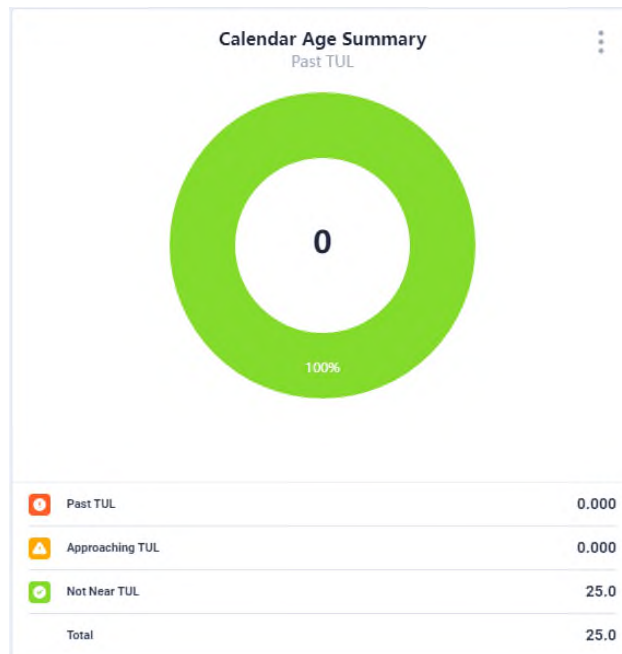 Calendar Age Summary
Past TUL
0
100%
Past TUL 0.000
Approaching TUL 0.000
Not Near TUL 25.0
Total 25.0